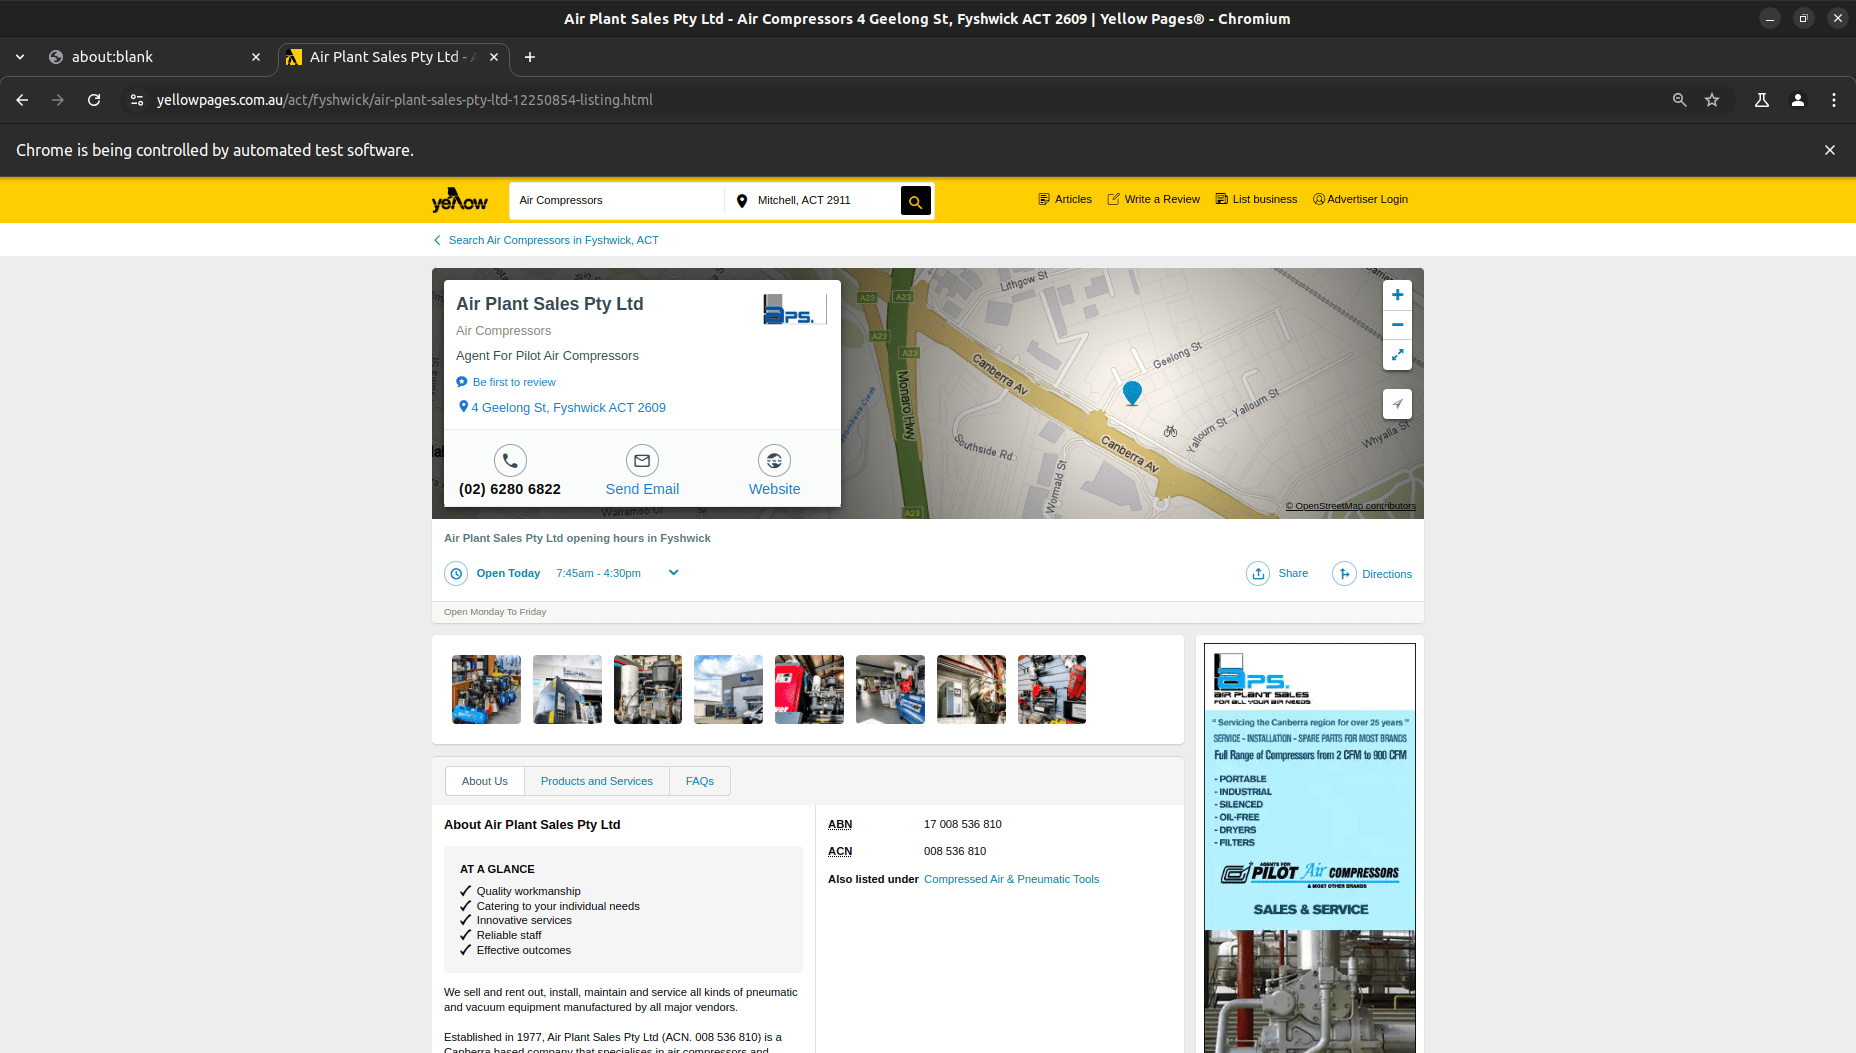 Air Plant Sales Pty Ltd - Air Compressors 4 Geelong St, Fyshwick ACT 2609 | Yellow Pages® - Chromium
about:blank
Air Plant Sales Pty Ltd -
yellowpages.com.au/act/fyshwick/air-plant-sales-pty-ltd-12250854-listing.html
Chrome is being controlled by automated test software.
yellow
Air Compressors
Mitchell, ACT 2911
Articles
Write a Review
List business
Advertiser Login
Search Air Compressors in Fyshwick, ACT
Air Plant Sales Pty Ltd
aps.
Air Compressors
Agent For Pilot Air Compressors
Be first to review
4 Geelong St, Fyshwick ACT 2609
(02) 6280 6822
Send Email
Website
A23
A23
A23
A23
A23
Lithgow St
Geelong St
Canberra Av
Monaro Hwy
Yallourn St
Yallourn St
Whyalla St
Southside Rd
Canberra Av
Wormald St
Warramoo Cr
+
−
© OpenStreetMap contributors
Air Plant Sales Pty Ltd opening hours in Fyshwick
Open Today
7:45am - 4:30pm
Share
Directions
Open Monday To Friday
About Us
Products and Services
FAQs
About Air Plant Sales Pty Ltd
AT A GLANCE
Quality workmanship
Catering to your individual needs
Innovative services
Reliable staff
Effective outcomes
We sell and rent out, install, maintain and service all kinds of pneumatic
and vacuum equipment manufactured by all major vendors.
Established in 1977, Air Plant Sales Pty Ltd (ACN. 008 536 810) is a
Canberra based company that specialises in air compressors and
ABN 17 008 536 810
ACN 008 536 810
Also listed under Compressed Air & Pneumatic Tools
aps.
AIR PLANT SALES
FOR ALL YOUR AIR NEEDS
" Servicing the Canberra region for over 25 years "
SERVICE - INSTALLATION - SPARE PARTS FOR MOST BRANDS
Full Range of Compressors from 2 CFM to 900 CFM
- PORTABLE
- INDUSTRIAL
- SILENCED
- OIL-FREE
- DRYERS
- FILTERS
AGENTS FOR
PILOT Air COMPRESSORS
& MOST OTHER BRANDS
SALES & SERVICE